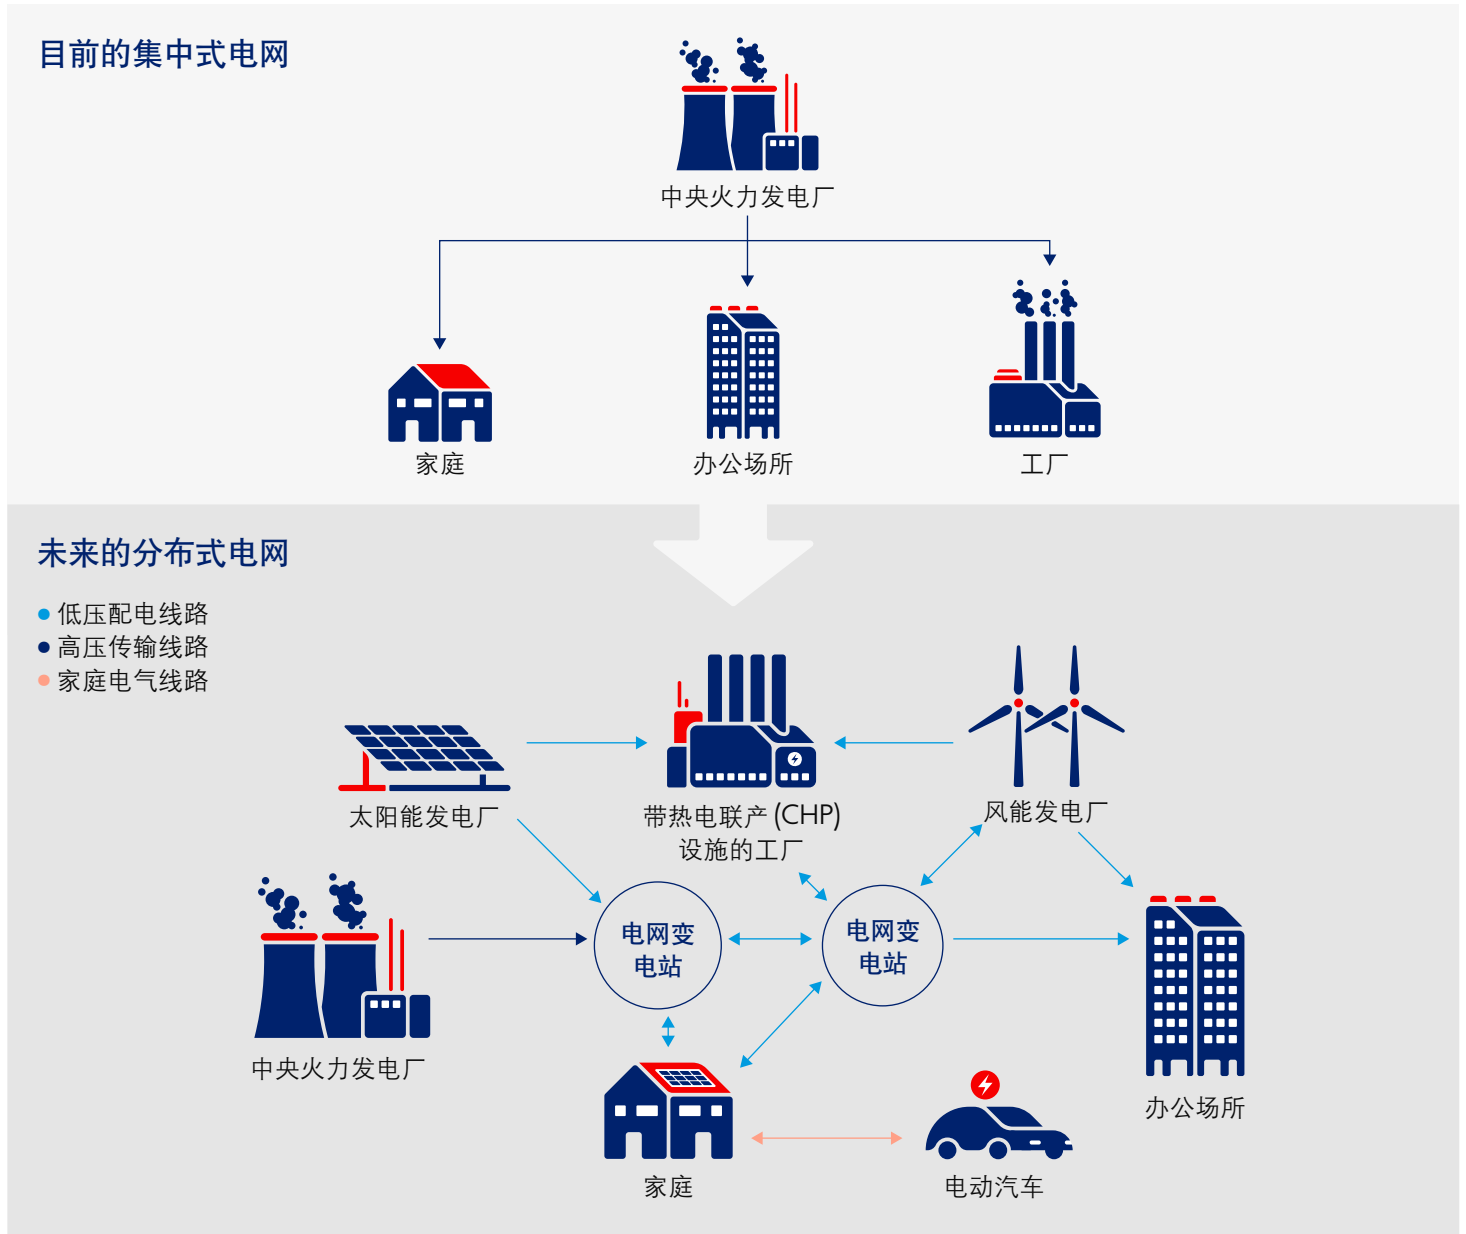 目前的集中式电网
中央火力发电厂
家庭
办公场所
工厂
未来的分布式电网
低压配电线路
高压传输线路
家庭电气线路
太阳能发电厂
带热电联产 (CHP)
设施的工厂
风能发电厂
中央火力发电厂
电网变
电站
电网变
电站
办公场所
家庭
电动汽车